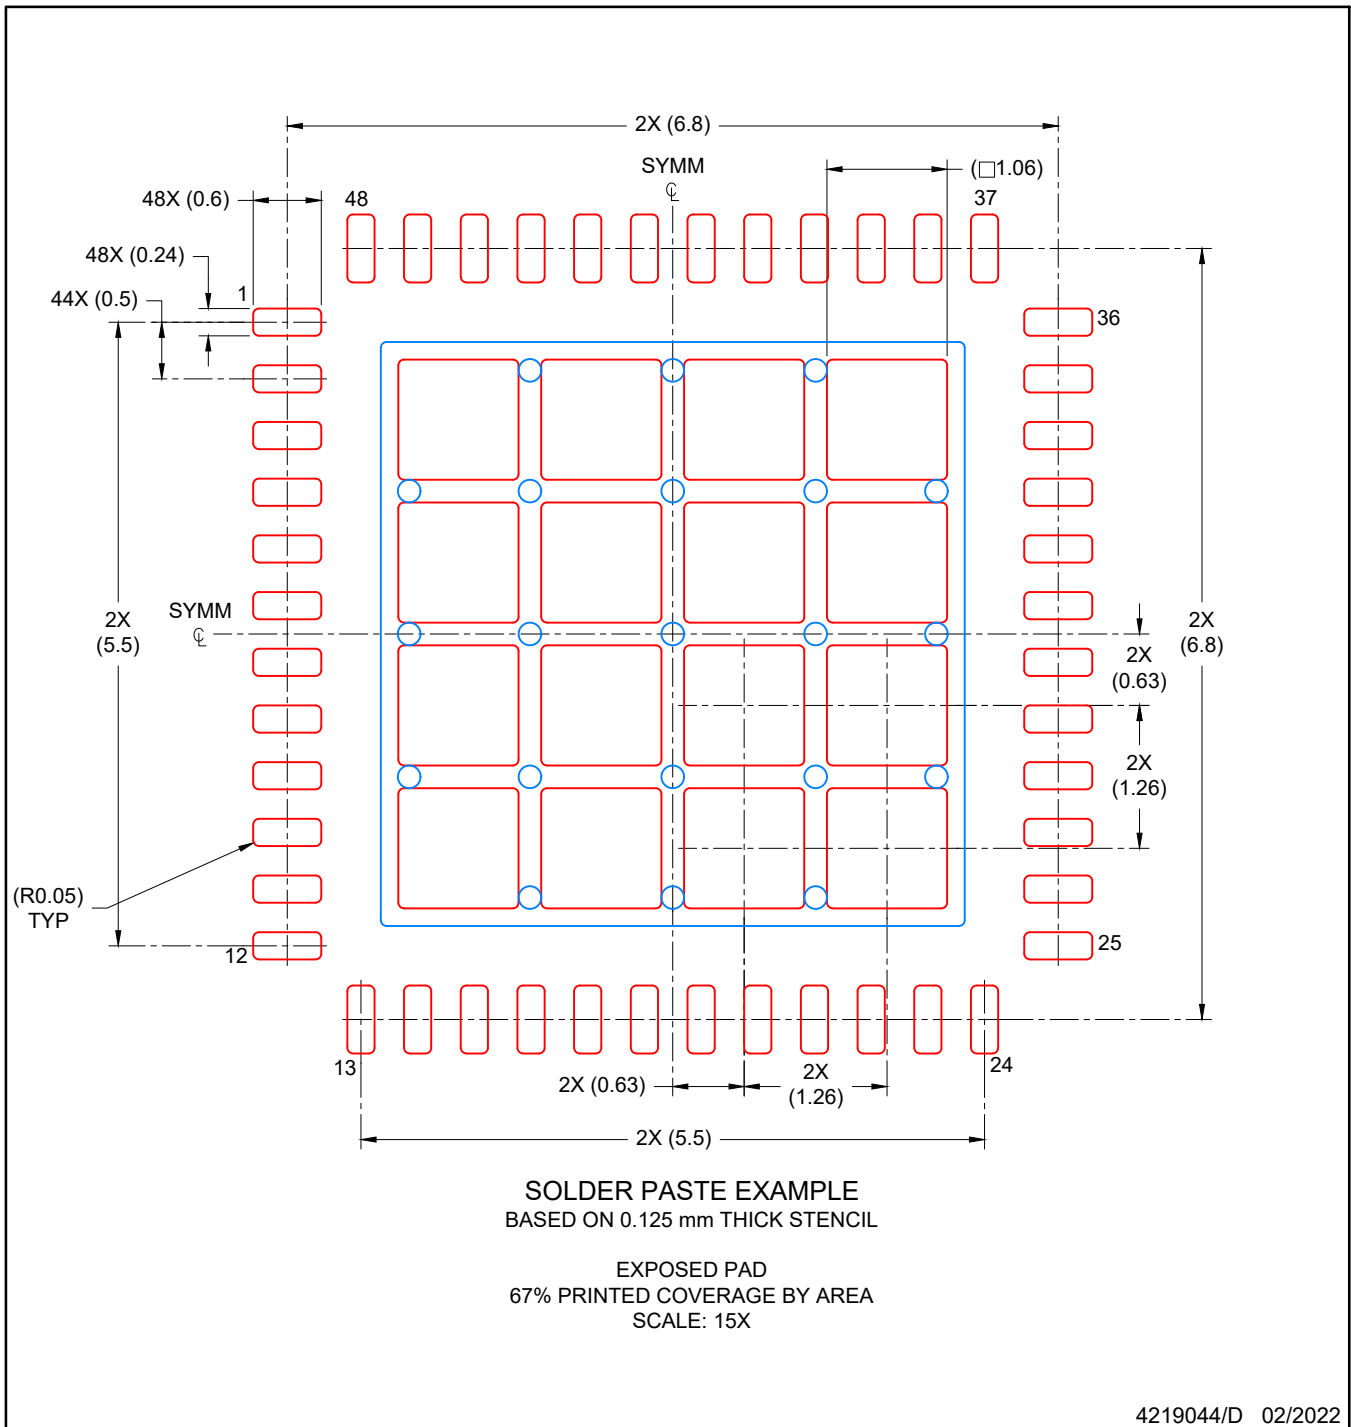 2X (6.8)
SYMM
℄
(□1.06)
48X (0.6)
48
37
48X (0.24)
44X (0.5)
1
36
SYMM
℄
2X
(5.5)
2X
(6.8)
2X
(0.63)
2X
(1.26)
(R0.05)
TYP
12
25
13
24
2X (0.63)
2X
(1.26)
2X (5.5)
SOLDER PASTE EXAMPLE
BASED ON 0.125 mm THICK STENCIL
EXPOSED PAD
67% PRINTED COVERAGE BY AREA
SCALE: 15X
4219044/D 02/2022